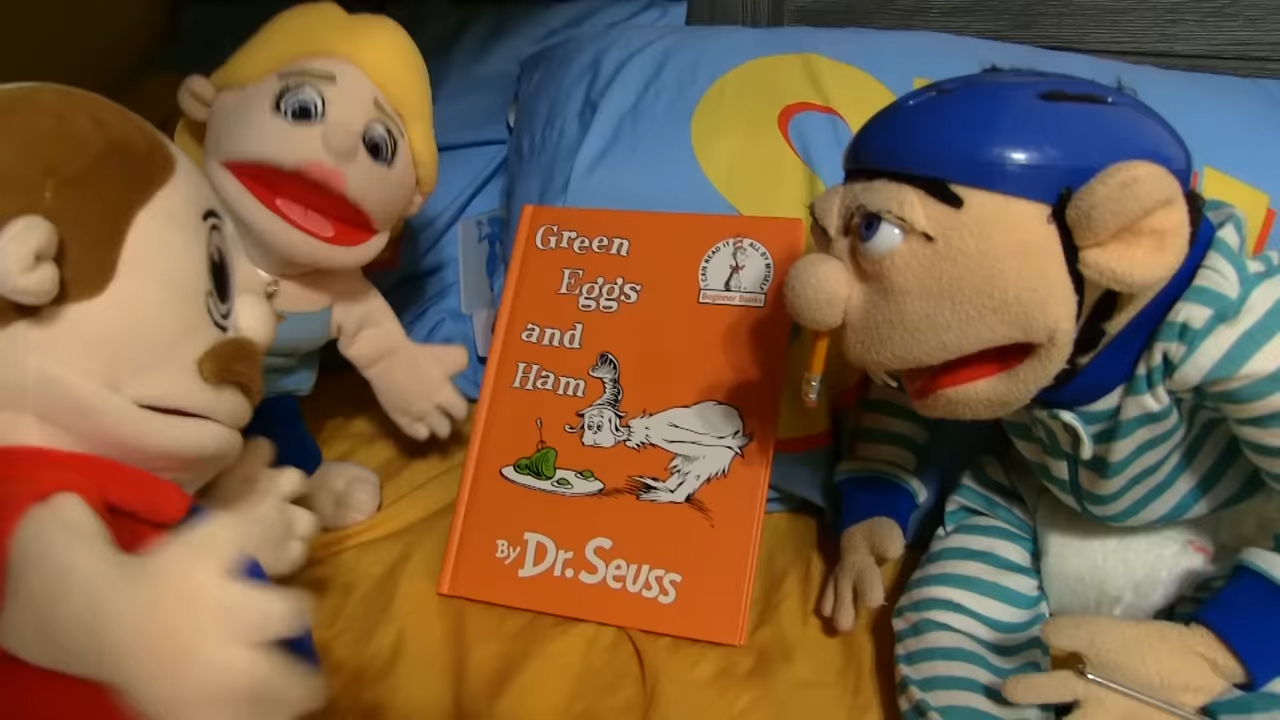 Green
Eggs
and
Ham
I CAN READ IT ALL BY MYSELF
Beginner Books
By Dr. Seuss